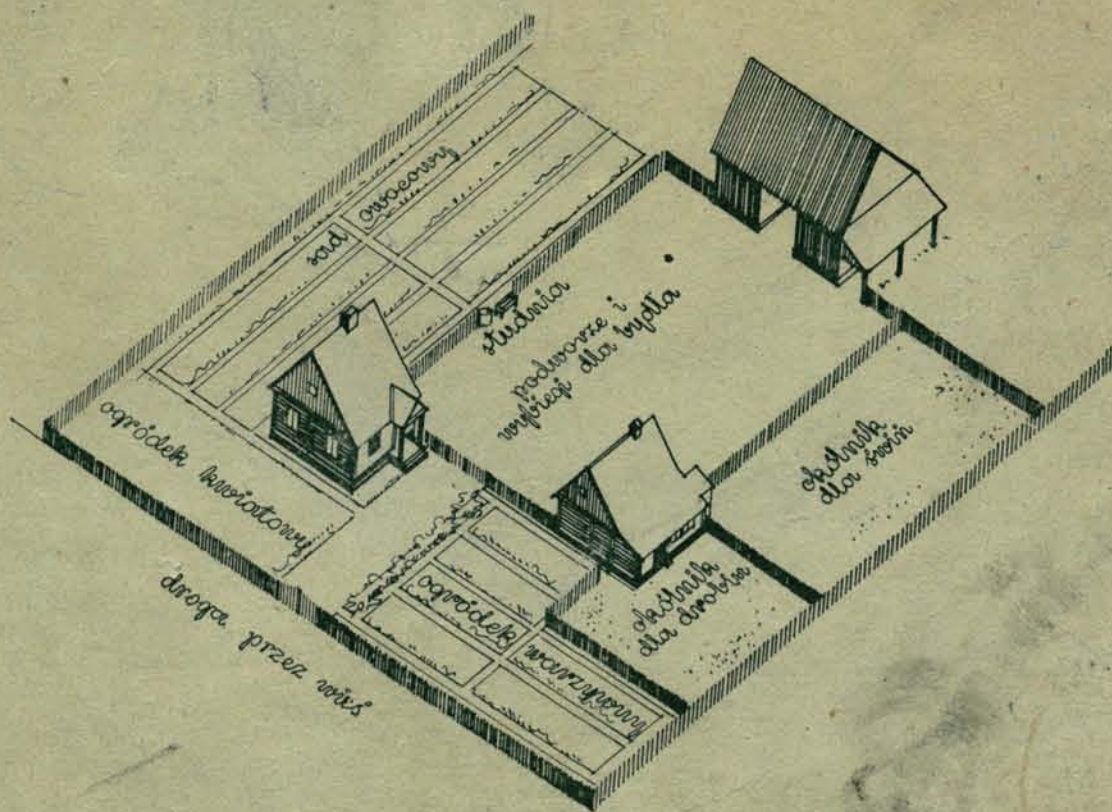 sad owocowy
studnia
podwórze i
wybiegi dla bydła
ogródek kwiatowy
okólnik
dla świń
okólnik
dla drobiu
ogródek warzywny
droga przez wieś